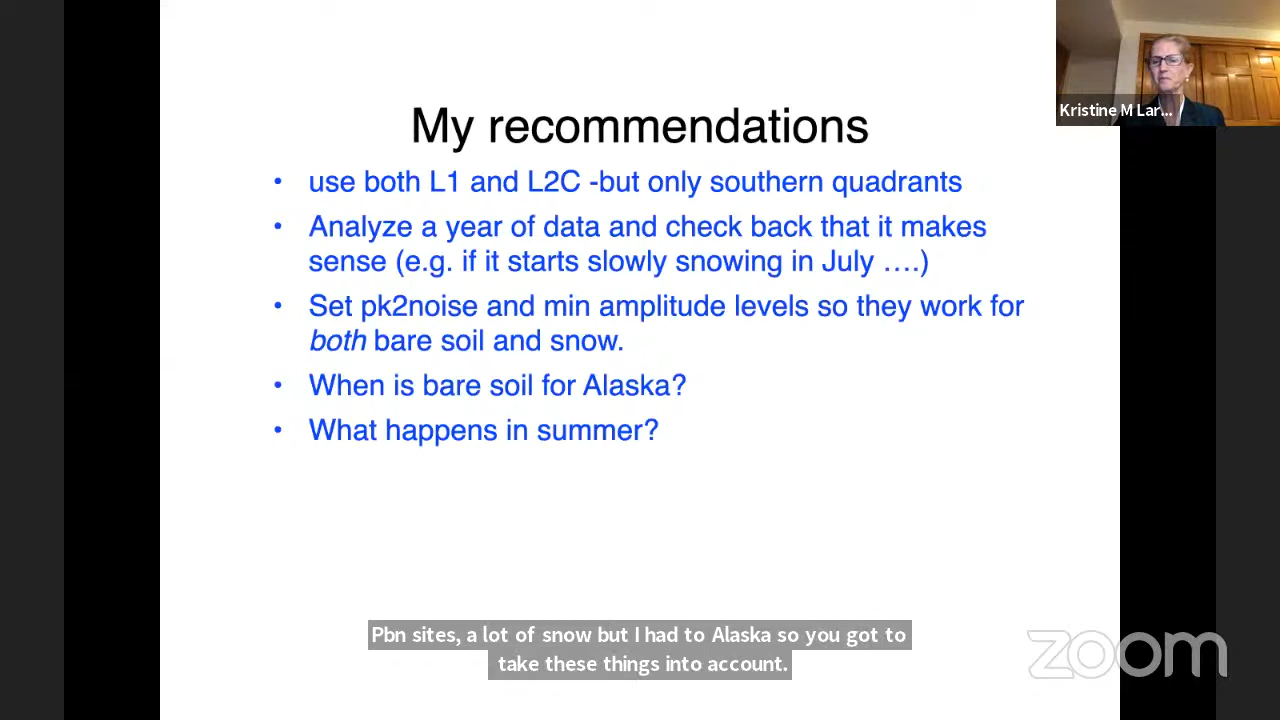 My recommendations
• use both L1 and L2C -but only southern quadrants
• Analyze a year of data and check back that it makes
sense (e.g. if it starts slowly snowing in July ….)
• Set pk2noise and min amplitude levels so they work for
both bare soil and snow.
• When is bare soil for Alaska?
• What happens in summer?
Kristine M Lar...
Pbn sites, a lot of snow but I had to Alaska so you got to
take these things into account.
zoom